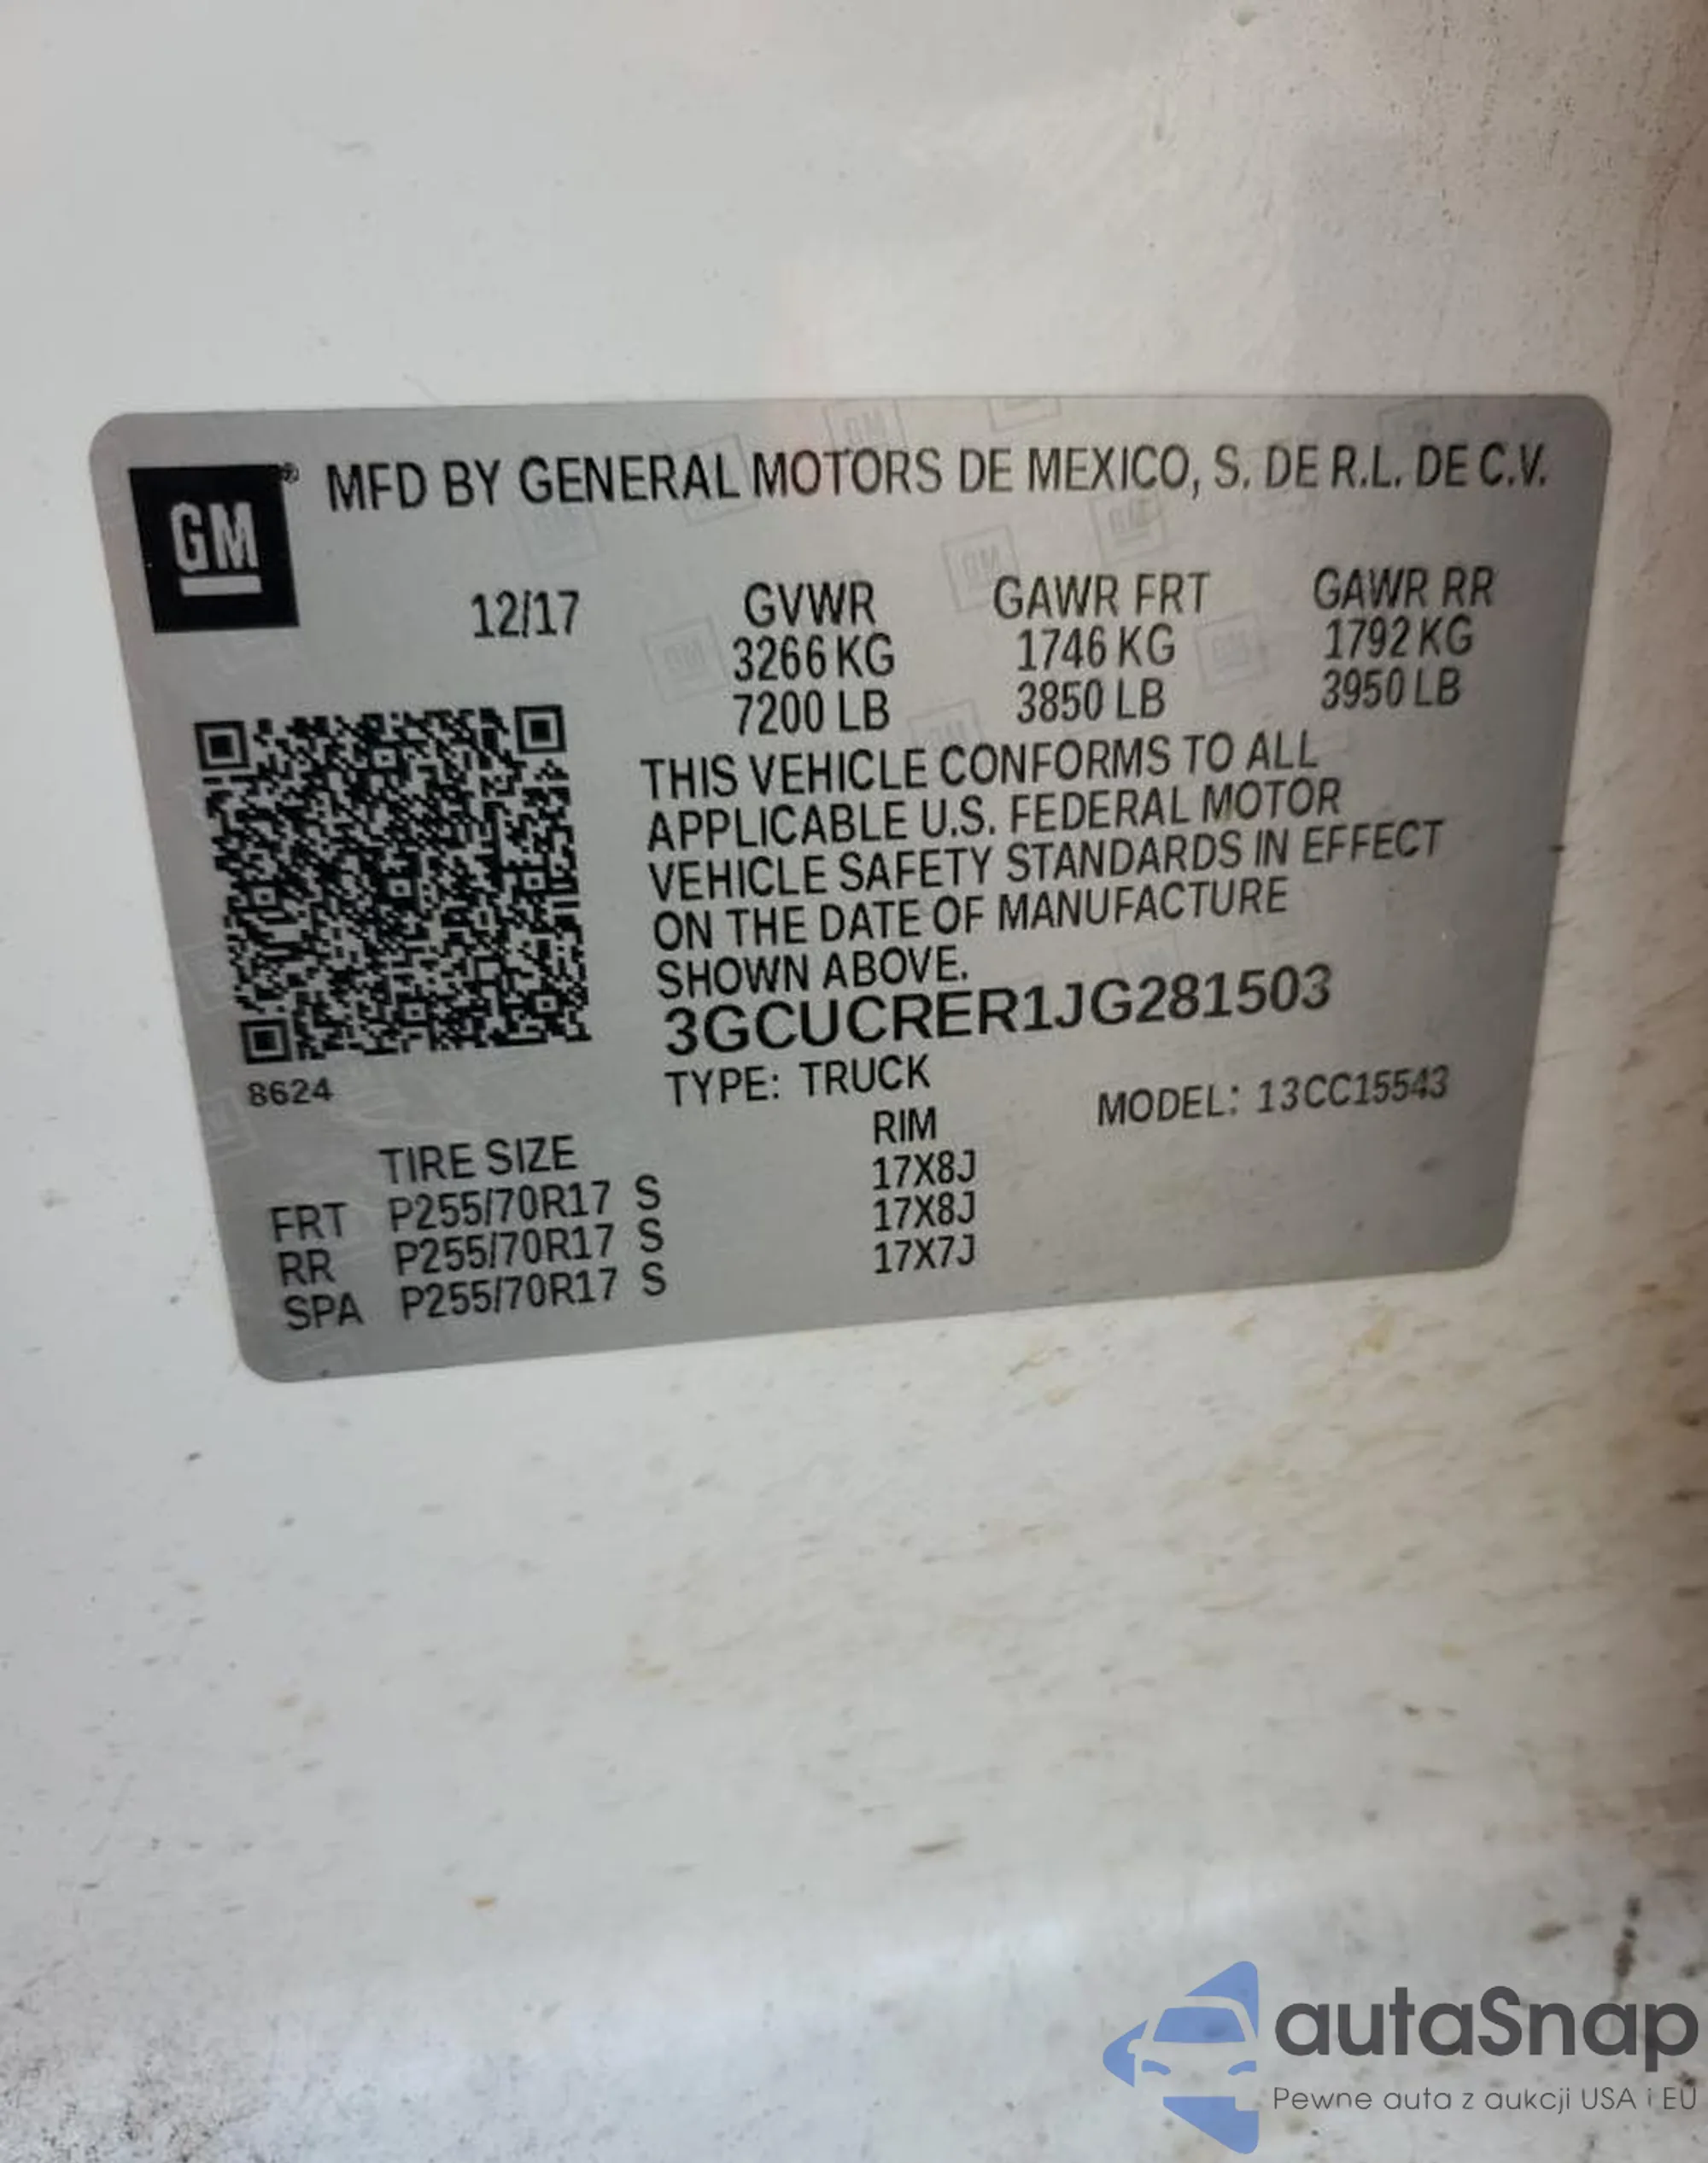 GM
® MFD BY GENERAL MOTORS DE MEXICO, S. DE R.L. DE C.V.
12/17 GVWR GAWR FRT GAWR RR
3266 KG 1746 KG 1792 KG
7200 LB 3850 LB 3950 LB
THIS VEHICLE CONFORMS TO ALL
APPLICABLE U.S. FEDERAL MOTOR
VEHICLE SAFETY STANDARDS IN EFFECT
ON THE DATE OF MANUFACTURE
SHOWN ABOVE.
3GCUCRER1JG281503
8624
TYPE: TRUCK MODEL: 13CC15543
TIRE SIZE RIM
FRT P255/70R17 S 17X8J
RR P255/70R17 S 17X8J
SPA P255/70R17 S 17X7J
autaSnap
Pewne auta z aukcji USA i EU